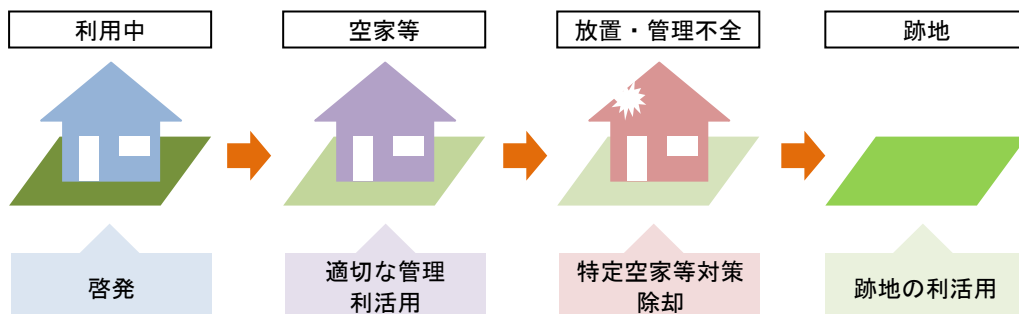 利用中
空家等
放置・管理不全
跡地
啓発
適切な管理
利活用
特定空家等対策
除却
跡地の利活用